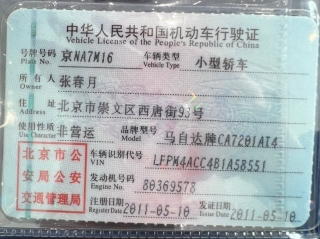 中华人民共和国机动车行驶证
Vehicle License of the People's Republic of China
号牌号码 京NA7M16 车辆类型 小型轿车
Plate No. Vehicle Type
所有人 张春月
Owner
住址 北京市崇文区西唐街93号
Address
使用性质 非营运 品牌型号 马自达牌CA7201AT4
Use Character Model
北京市公 车辆识别代号 LFPM4ACC4B1A58551
安局公安 VIN
交通管理局 发动机号码 80369578
Engine No.
注册日期 2011-05-10 发证日期 2011-05-10
Register Date Issue Date